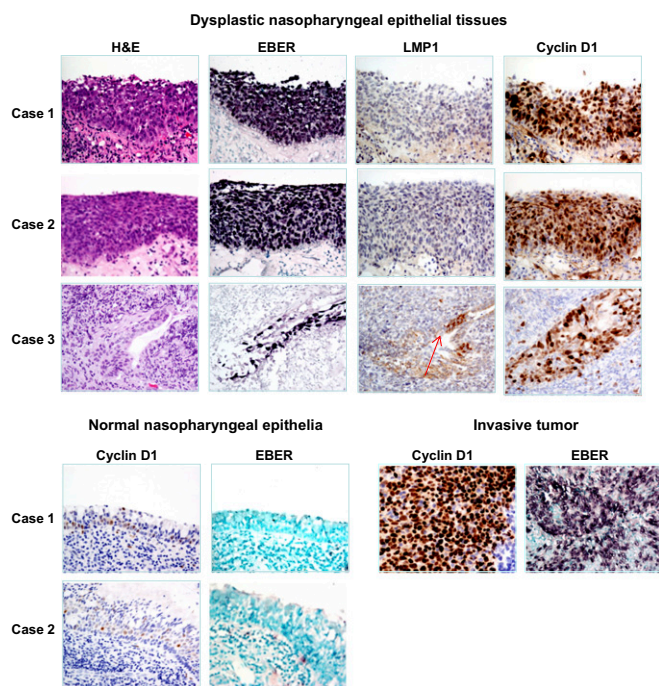 Dysplastic nasopharyngeal epithelial tissues
H&E EBER LMP1 Cyclin D1
Case 1
Case 2
Case 3
Normal nasopharyngeal epithelia Invasive tumor
Cyclin D1 EBER Cyclin D1 EBER
Case 1
Case 2